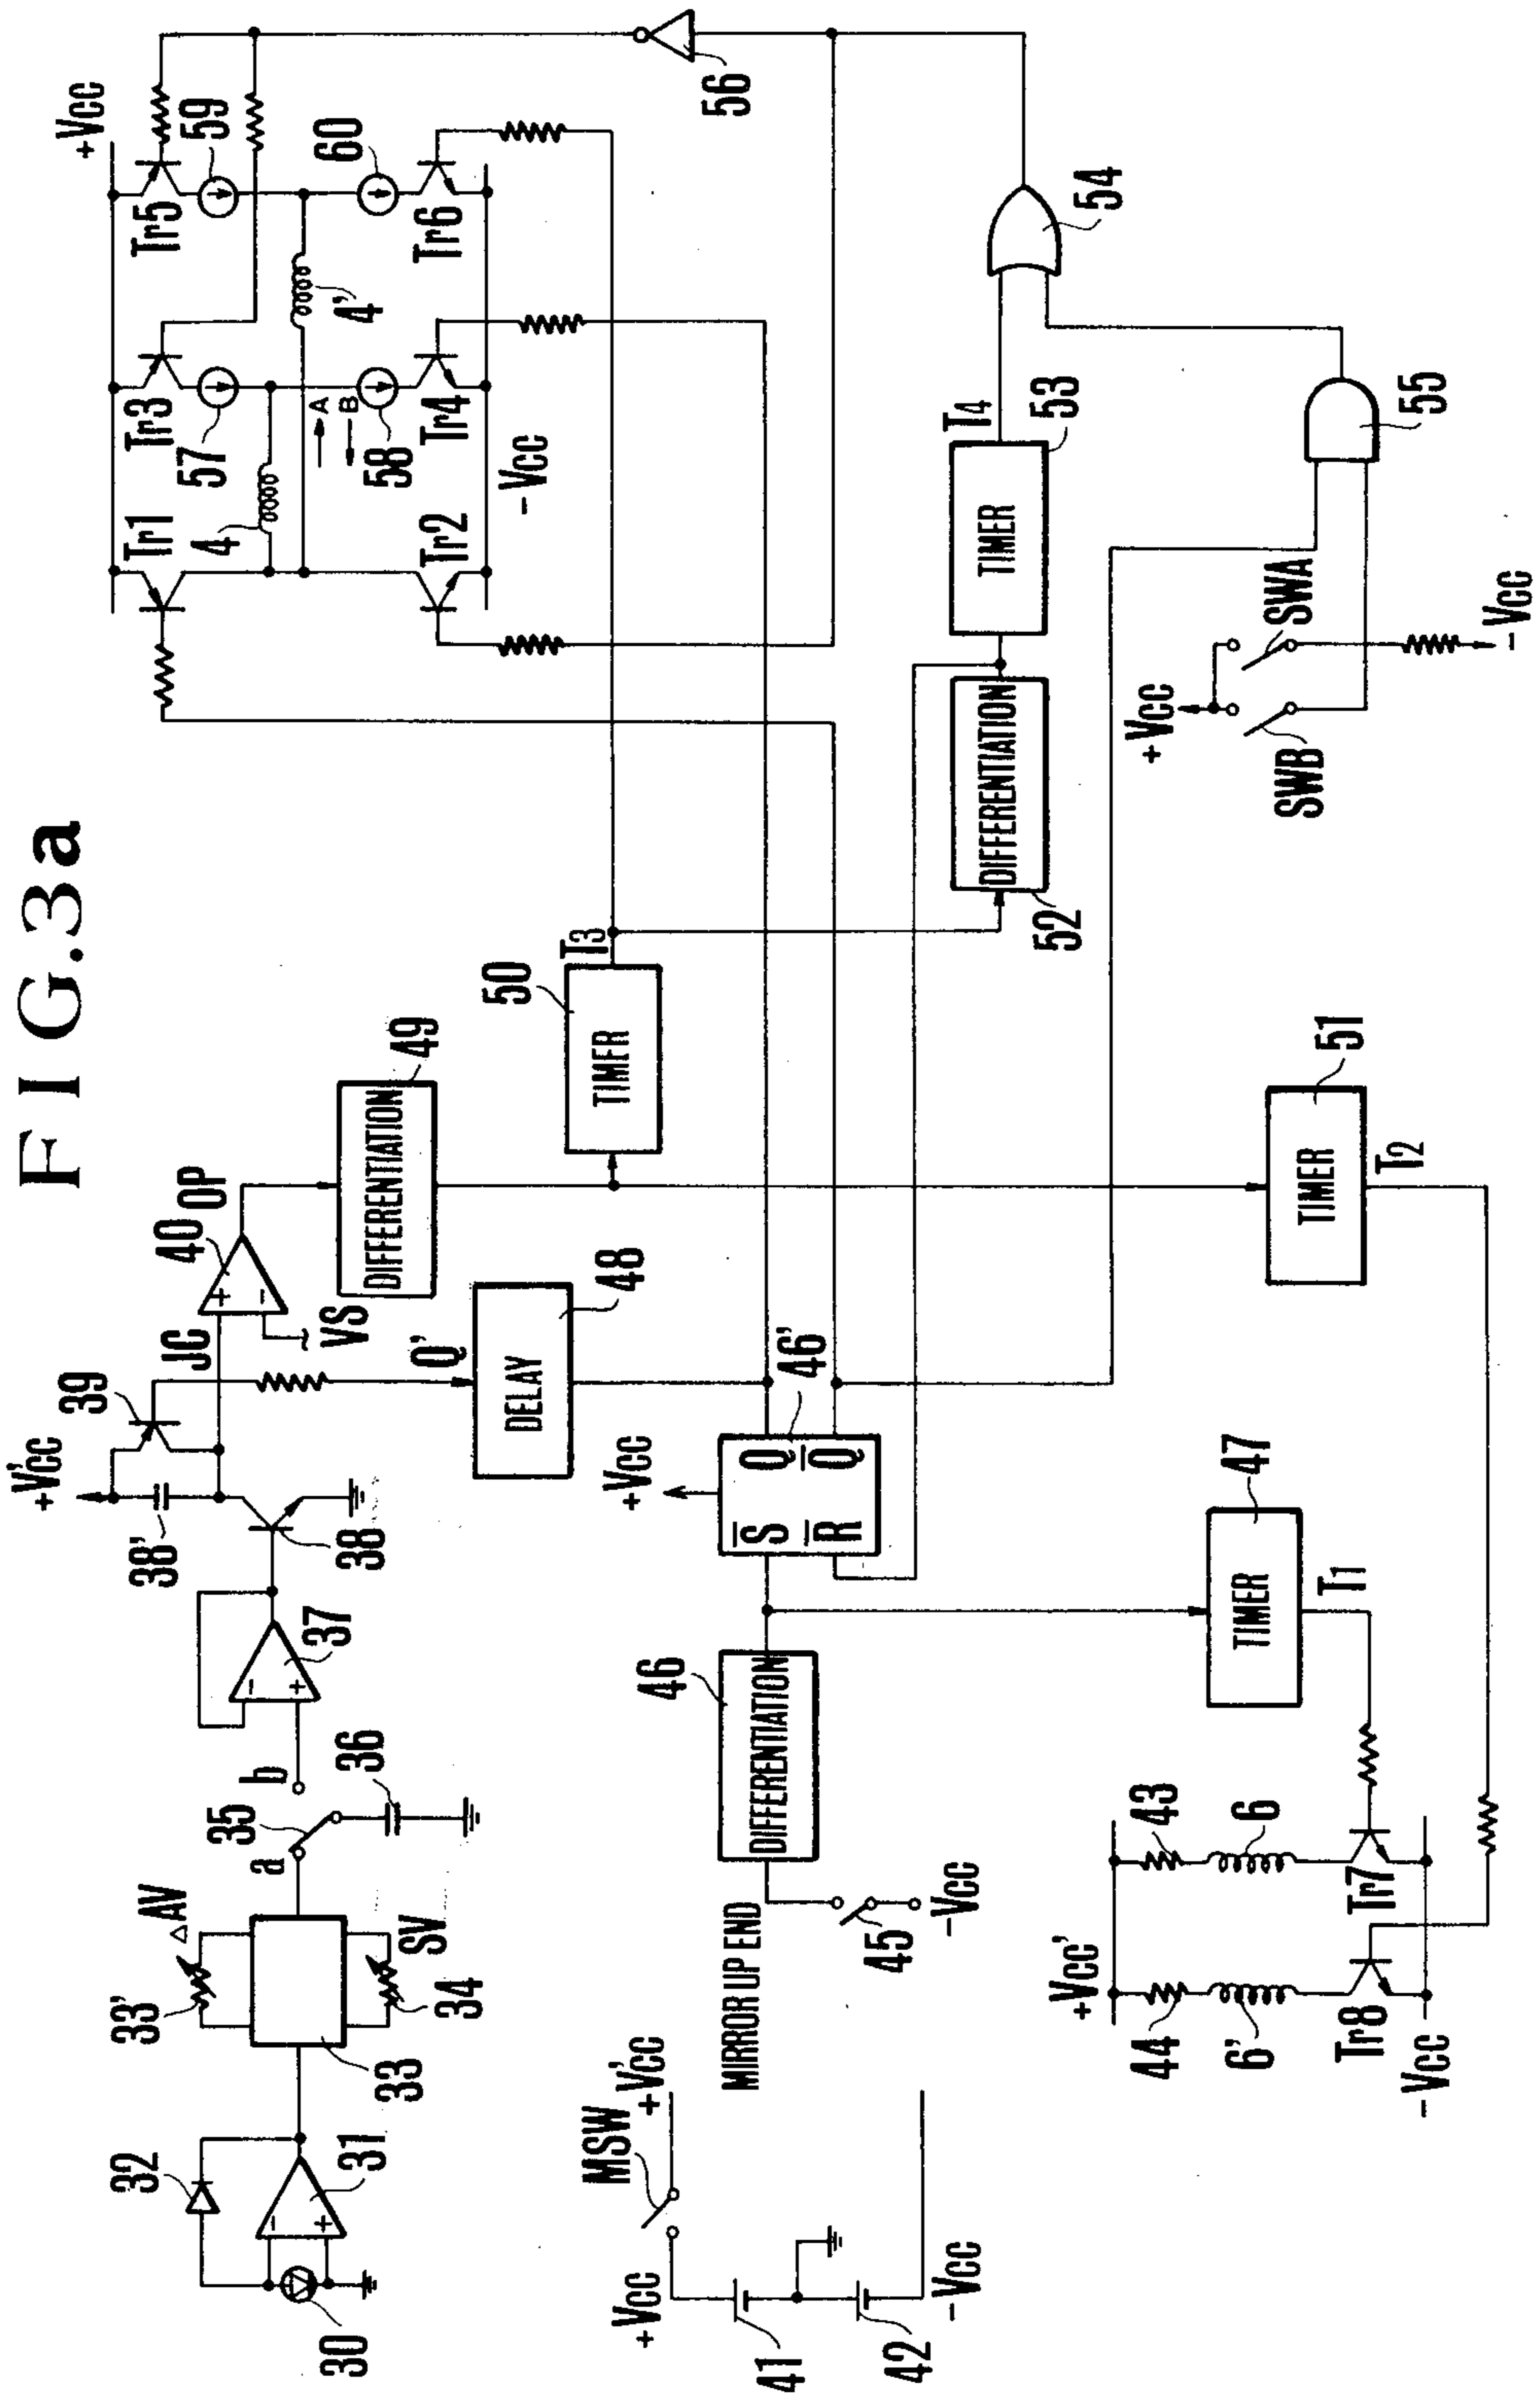 FIG.3a
30
31
32
33
33'
△AV
34
SV
a
35
b
36
37
38
38'
+V'cc
39
JC
VS
40
OP
DIFFERENTIATION
49
Q'
DELAY
48
41
42
+Vcc
-Vcc
MSW
+V'cc
MIRROR UP END
45
-Vcc
DIFFERENTIATION
46
+Vcc
S̅
R̅
Q
Q̅
46'
TIMER
50
T3
TIMER
47
T1
TIMER
51
T2
+Vcc'
44
43
6'
6
Tr8
Tr7
-Vcc
DIFFERENTIATION
52
TIMER
53
T4
54
55
SWB
SWA
+Vcc
-Vcc
56
+Vcc
Tr1
Tr3
Tr5
57
59
4
4'
A
B
58
60
Tr2
Tr4
Tr6
-Vcc